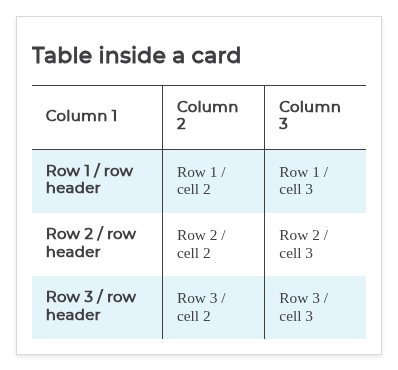 Table inside a card
Column 1
Column
2
Column
3
Row 1 / row
header
Row 1 /
cell 2
Row 1 /
cell 3
Row 2 / row
header
Row 2 /
cell 2
Row 2 /
cell 3
Row 3 / row
header
Row 3 /
cell 2
Row 3 /
cell 3